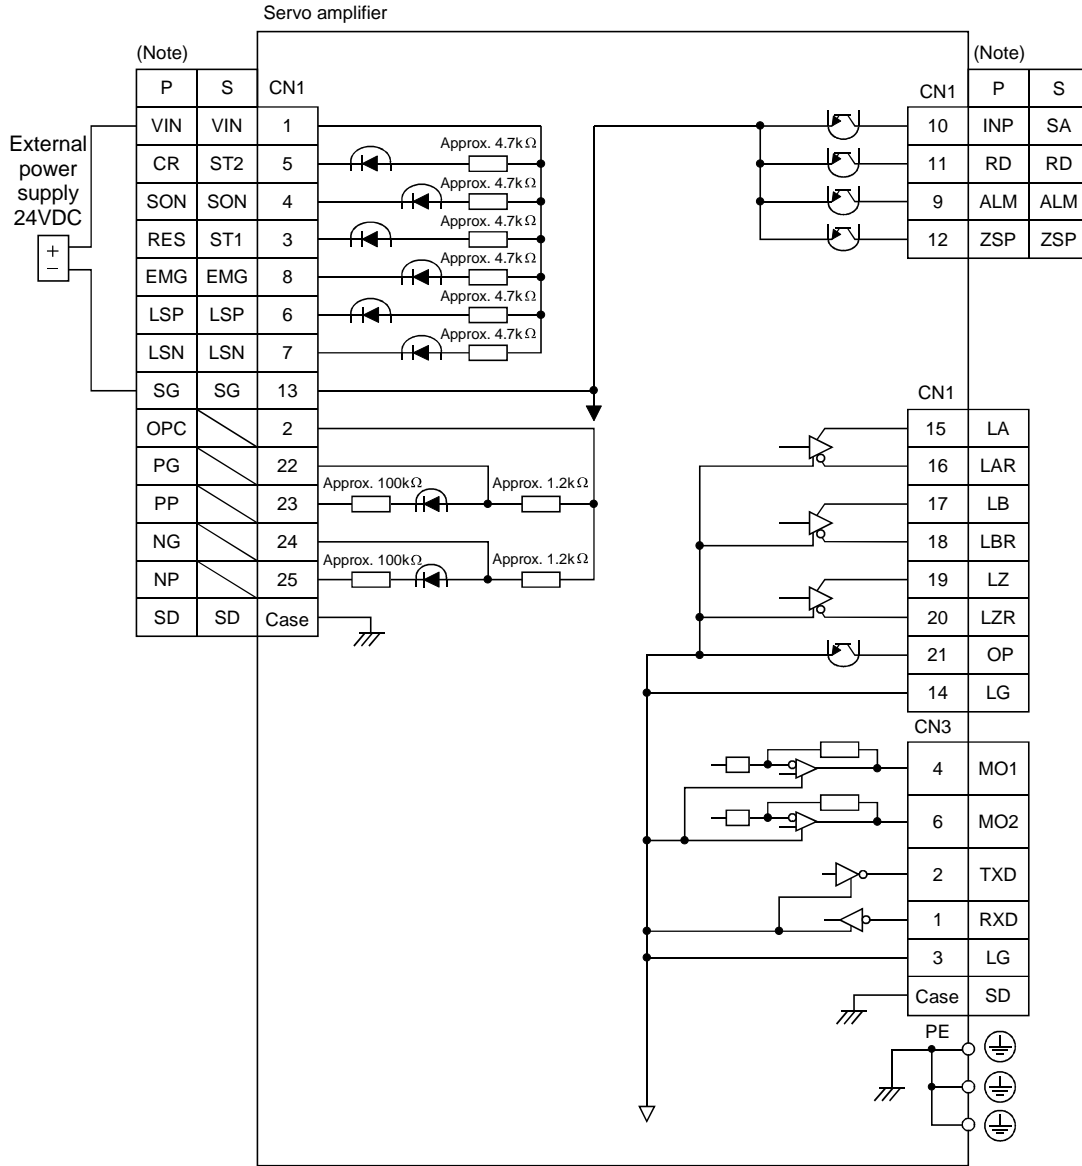 Servo amplifier
(Note)
P S CN1
VIN VIN 1
CR ST2 5
SON SON 4
RES ST1 3
EMG EMG 8
LSP LSP 6
LSN LSN 7
SG SG 13
OPC 2
PG 22
PP 23
NG 24
NP 25
SD SD Case
External
power
supply
24VDC
+
−
Approx. 4.7kΩ
Approx. 4.7kΩ
Approx. 4.7kΩ
Approx. 4.7kΩ
Approx. 4.7kΩ
Approx. 4.7kΩ
Approx. 100kΩ Approx. 1.2kΩ
Approx. 100kΩ Approx. 1.2kΩ
(Note)
CN1 P S
10 INP SA
11 RD RD
9 ALM ALM
12 ZSP ZSP
CN1
15 LA
16 LAR
17 LB
18 LBR
19 LZ
20 LZR
21 OP
14 LG
CN3
4 MO1
6 MO2
2 TXD
1 RXD
3 LG
Case SD
PE